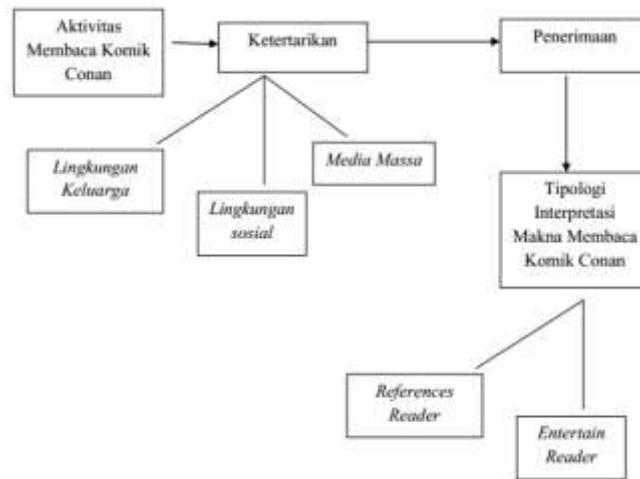 Aktivitas
Membaca Komik
Conan
Ketertarikan
Penerimaan
Lingkungan
Keluarga
Lingkungan
sosial
Media Massa
Tipologi
Interpretasi
Makna Membaca
Komik Conan
References
Reader
Entertain
Reader